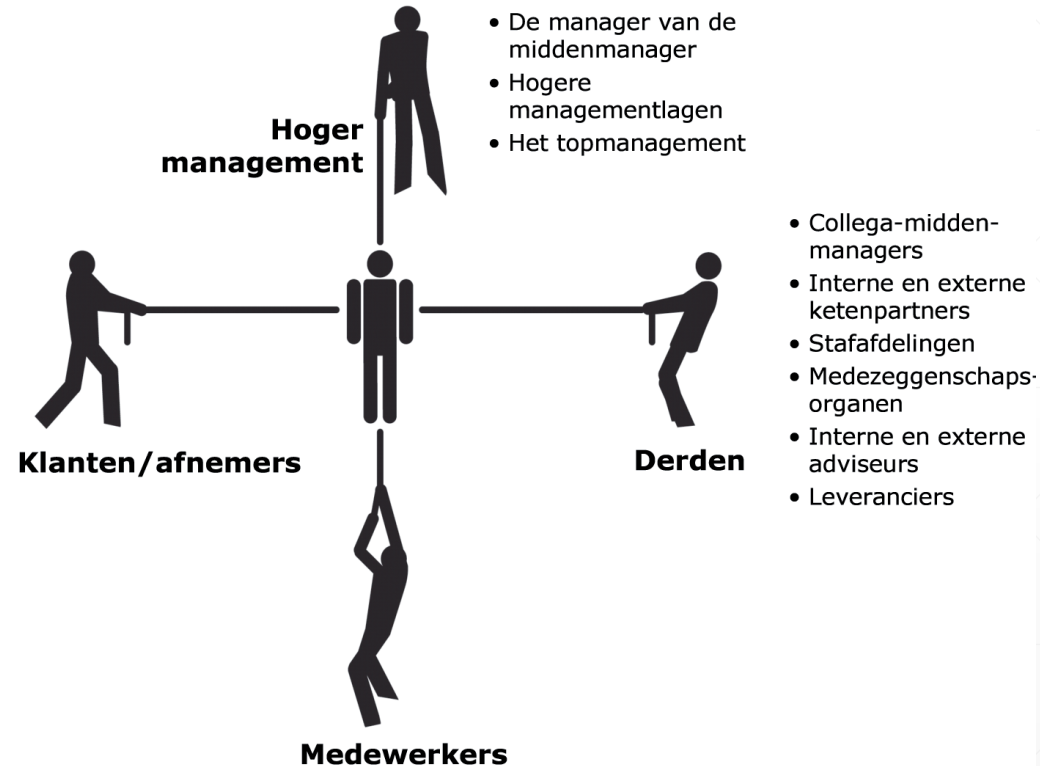 • De manager van de
middenmanager
• Hogere
managementlagen
• Het topmanagement
Hoger
management
• Collega-midden-
managers
• Interne en externe
ketenpartners
• Stafafdelingen
• Medezeggenschaps-
organen
• Interne en externe
adviseurs
• Leveranciers
Klanten/afnemers
Derden
Medewerkers